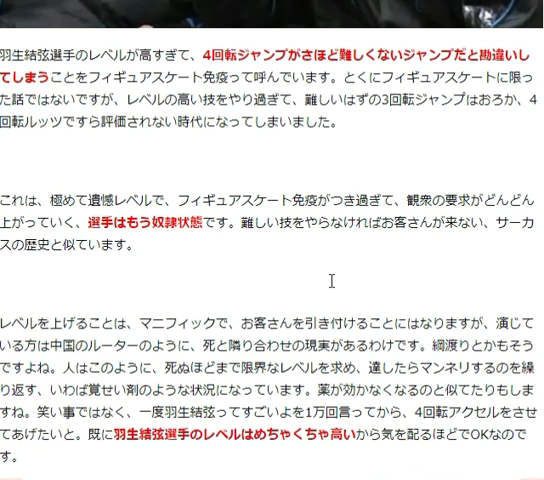 羽生結弦選手のレベルが高すぎて、4回転ジャンプがさほど難しくないジャンプだと勘違いし
てしまうことをフィギュアスケート免疫って呼んでいます。とくにフィギュアスケートに限っ
た話ではないですが、レベルの高い技をやり過ぎて、難しいはずの3回転ジャンプはおろか、4
回転ルッツですら評価されない時代になってしまいました。
これは、極めて遺憾レベルで、フィギュアスケート免疫がつき過ぎて、観衆の要求がどんどん
上がっていく、選手はもう奴隷状態です。難しい技をやらなければお客さんが来ない、サーカ
スの歴史と似ています。
レベルを上げることは、マニフィックで、お客さんを引き付けることにはなりますが、演じて
いる方は中国のルーターのように、死と隣り合わせの現実があるわけです。綱渡りとかもそう
ですよね。人はこのように、死ぬほどまで限界なレベルを求め、達したらマンネリするのを繰
り返す、いわば覚せい剤のような状況になっています。薬が効かなくなるのと似てたりもしま
すね。笑い事ではなく、一度羽生結弦ってすごいよを1万回言ってから、4回転アクセルをさせ
てあげたいと。既に羽生結弦選手のレベルはめちゃくちゃ高いから気を配るほどでOKなので
す。